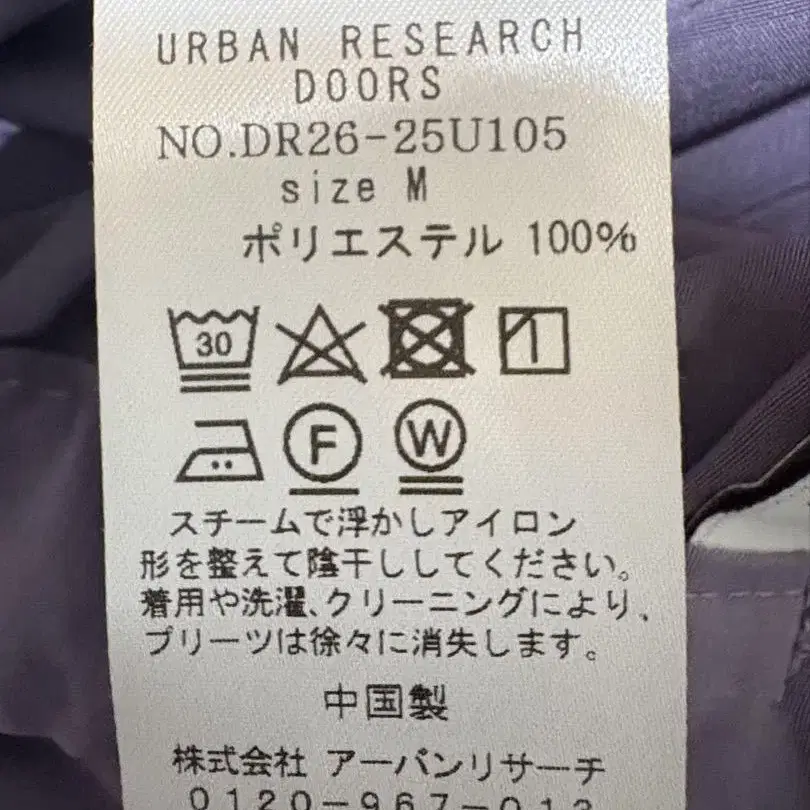 URBAN RESEARCH
DOORS
NO.DR26-25U105
size M
ポリエステル 100%
30
F
W
スチームで浮かしアイロン
形を整えて陰干ししてください。
着用や洗濯、クリーニングにより、
プリーツは徐々に消失します。
中国製
株式会社 アーバンリサーチ
0120-967-013